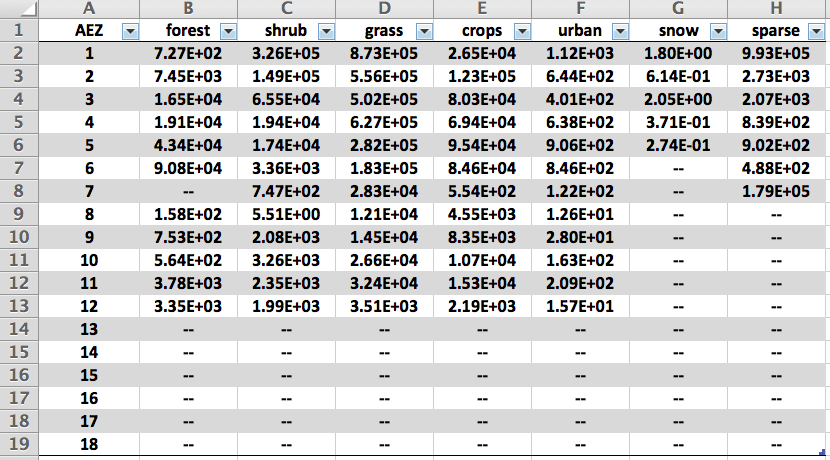 A B C D E F G H
1 AEZ forest shrub grass crops urban snow sparse
2 1 7.27E+02 3.26E+05 8.73E+05 2.65E+04 1.12E+03 1.80E+00 9.93E+05
3 2 7.45E+03 1.49E+05 5.56E+05 1.23E+05 6.44E+02 6.14E-01 2.73E+03
4 3 1.65E+04 6.55E+04 5.02E+05 8.03E+04 4.01E+02 2.05E+00 2.07E+03
5 4 1.91E+04 1.94E+04 6.27E+05 6.94E+04 6.38E+02 3.71E-01 8.39E+02
6 5 4.34E+04 1.74E+04 2.82E+05 9.54E+04 9.06E+02 2.74E-01 9.02E+02
7 6 9.08E+04 3.36E+03 1.83E+05 8.46E+04 8.46E+02 -- 4.88E+02
8 7 -- 7.47E+02 2.83E+04 5.54E+02 1.22E+02 -- 1.79E+05
9 8 1.58E+02 5.51E+00 1.21E+04 4.55E+03 1.26E+01 -- --
10 9 7.53E+02 2.08E+03 1.45E+04 8.35E+03 2.80E+01 -- --
11 10 5.64E+02 3.26E+03 2.66E+04 1.07E+04 1.63E+02 -- --
12 11 3.78E+03 2.35E+03 3.24E+04 1.53E+04 2.09E+02 -- --
13 12 3.35E+03 1.99E+03 3.51E+03 2.19E+03 1.57E+01 -- --
14 13 -- -- -- -- -- -- --
15 14 -- -- -- -- -- -- --
16 15 -- -- -- -- -- -- --
17 16 -- -- -- -- -- -- --
18 17 -- -- -- -- -- -- --
19 18 -- -- -- -- -- -- --